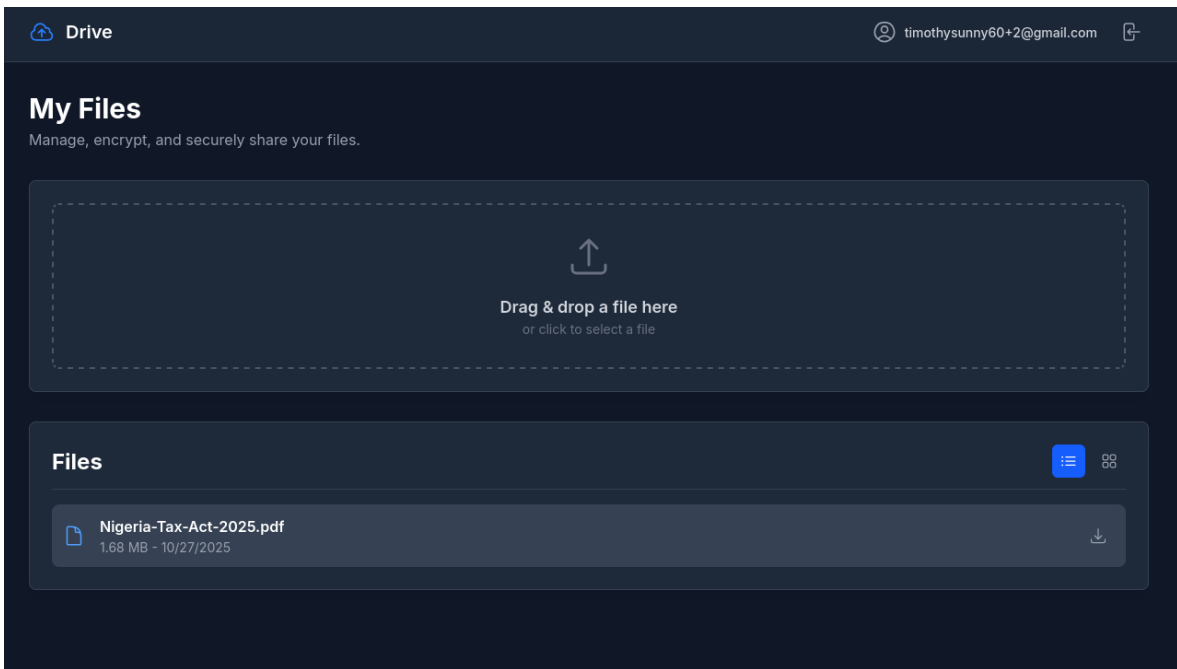 Drive
timothysunny60+2@gmail.com
My Files
Manage, encrypt, and securely share your files.
Drag & drop a file here
or click to select a file
Files
Nigeria-Tax-Act-2025.pdf
1.68 MB - 10/27/2025